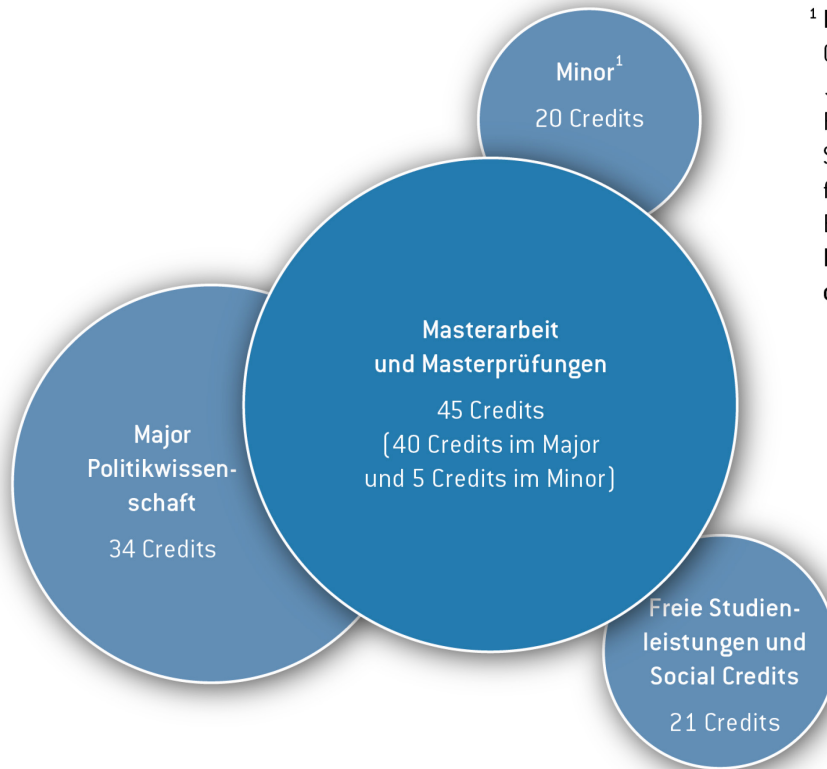 Minor¹
20 Credits
Masterarbeit
und Masterprüfungen
45 Credits
(40 Credits im Major
und 5 Credits im Minor)
Major
Politikwissen-
schaft
34 Credits
Freie Studien-
leistungen und
Social Credits
21 Credits
1